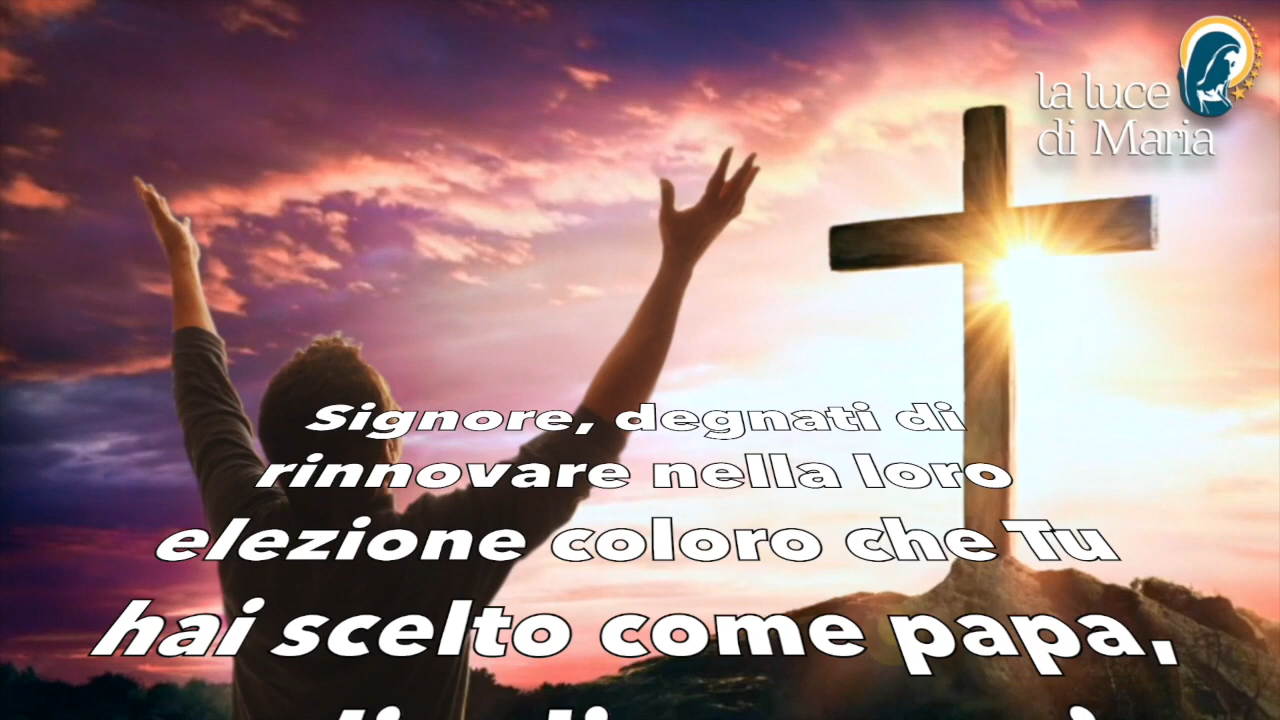 la luce
di Maria
Signore, degnati di
rinnovare nella loro
elezione coloro che Tu
hai scelto come papa,